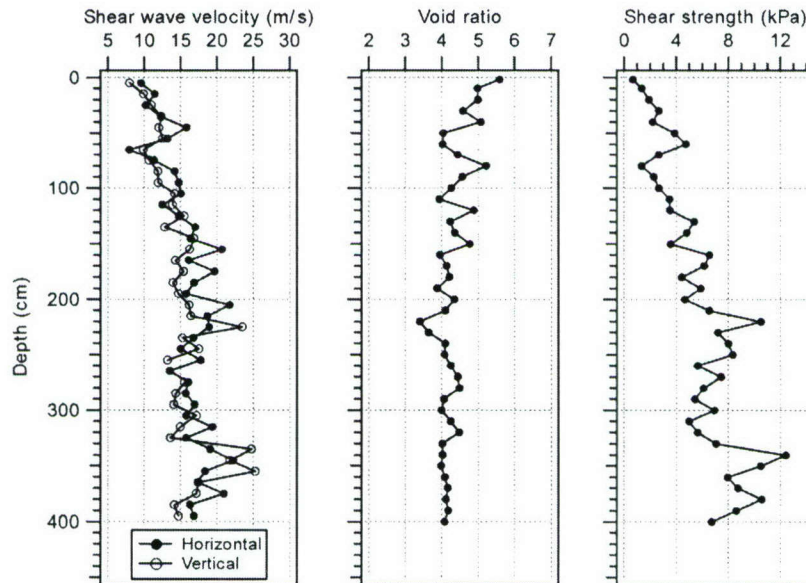 Shear wave velocity (m/s)
Void ratio
Shear strength (kPa)
5 10 15 20 25 30
2 3 4 5 6 7
0 4 8 12
Depth (cm)
0
100
200
300
400
Horizontal
Vertical